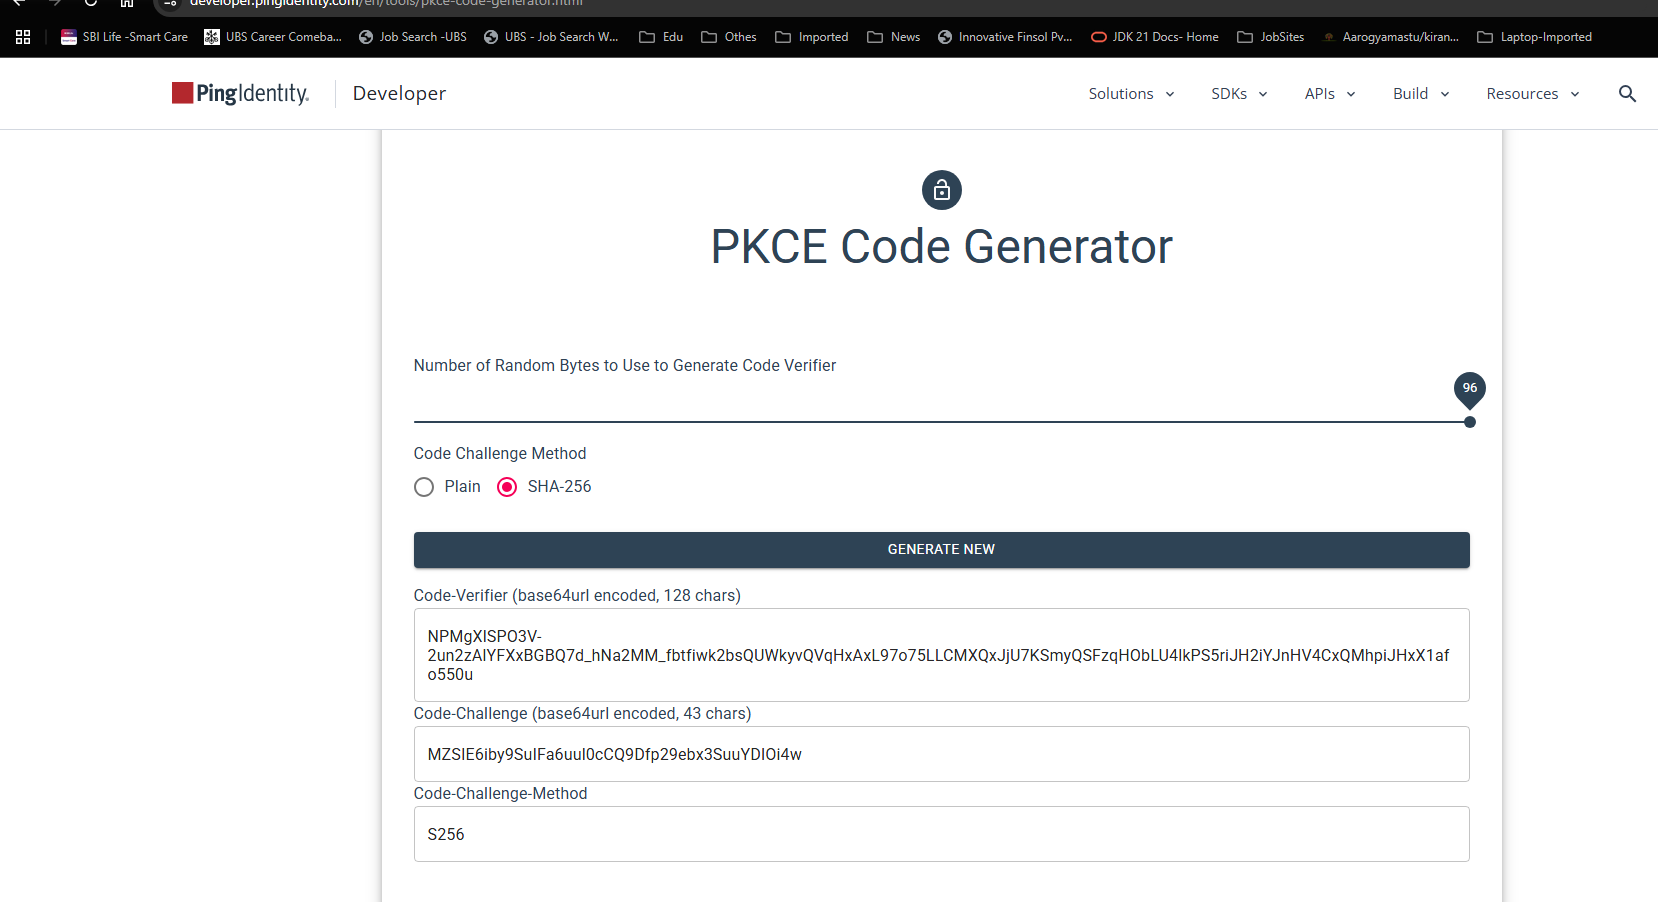 developer.pingidentity.com/en/tools/pkce-code-generator.html
SBI Life -Smart Care UBS Career Comeba... Job Search -UBS UBS - Job Search W... Edu Othes Imported News Innovative Finsol Pv... JDK 21 Docs- Home JobSites Aarogyamastu/kiran... Laptop-Imported
PingIdentity. Developer Solutions SDKs APIs Build Resources
PKCE Code Generator
Number of Random Bytes to Use to Generate Code Verifier
96
Code Challenge Method
Plain SHA-256
GENERATE NEW
Code-Verifier (base64url encoded, 128 chars)
NPMgXISPO3V-
2un2zAIYFXxBGBQ7d_hNa2MM_fbtfiwk2bsQUWkyvQVqHxAxL97o75LLCMXQxJjU7KSmyQSFzqHObLU4IkPS5riJH2iYJnHV4CxQMhpiJHxX1af
o550u
Code-Challenge (base64url encoded, 43 chars)
MZSIE6iby9SuIFa6uuI0cCQ9Dfp29ebx3SuuYDIOi4w
Code-Challenge-Method
S256